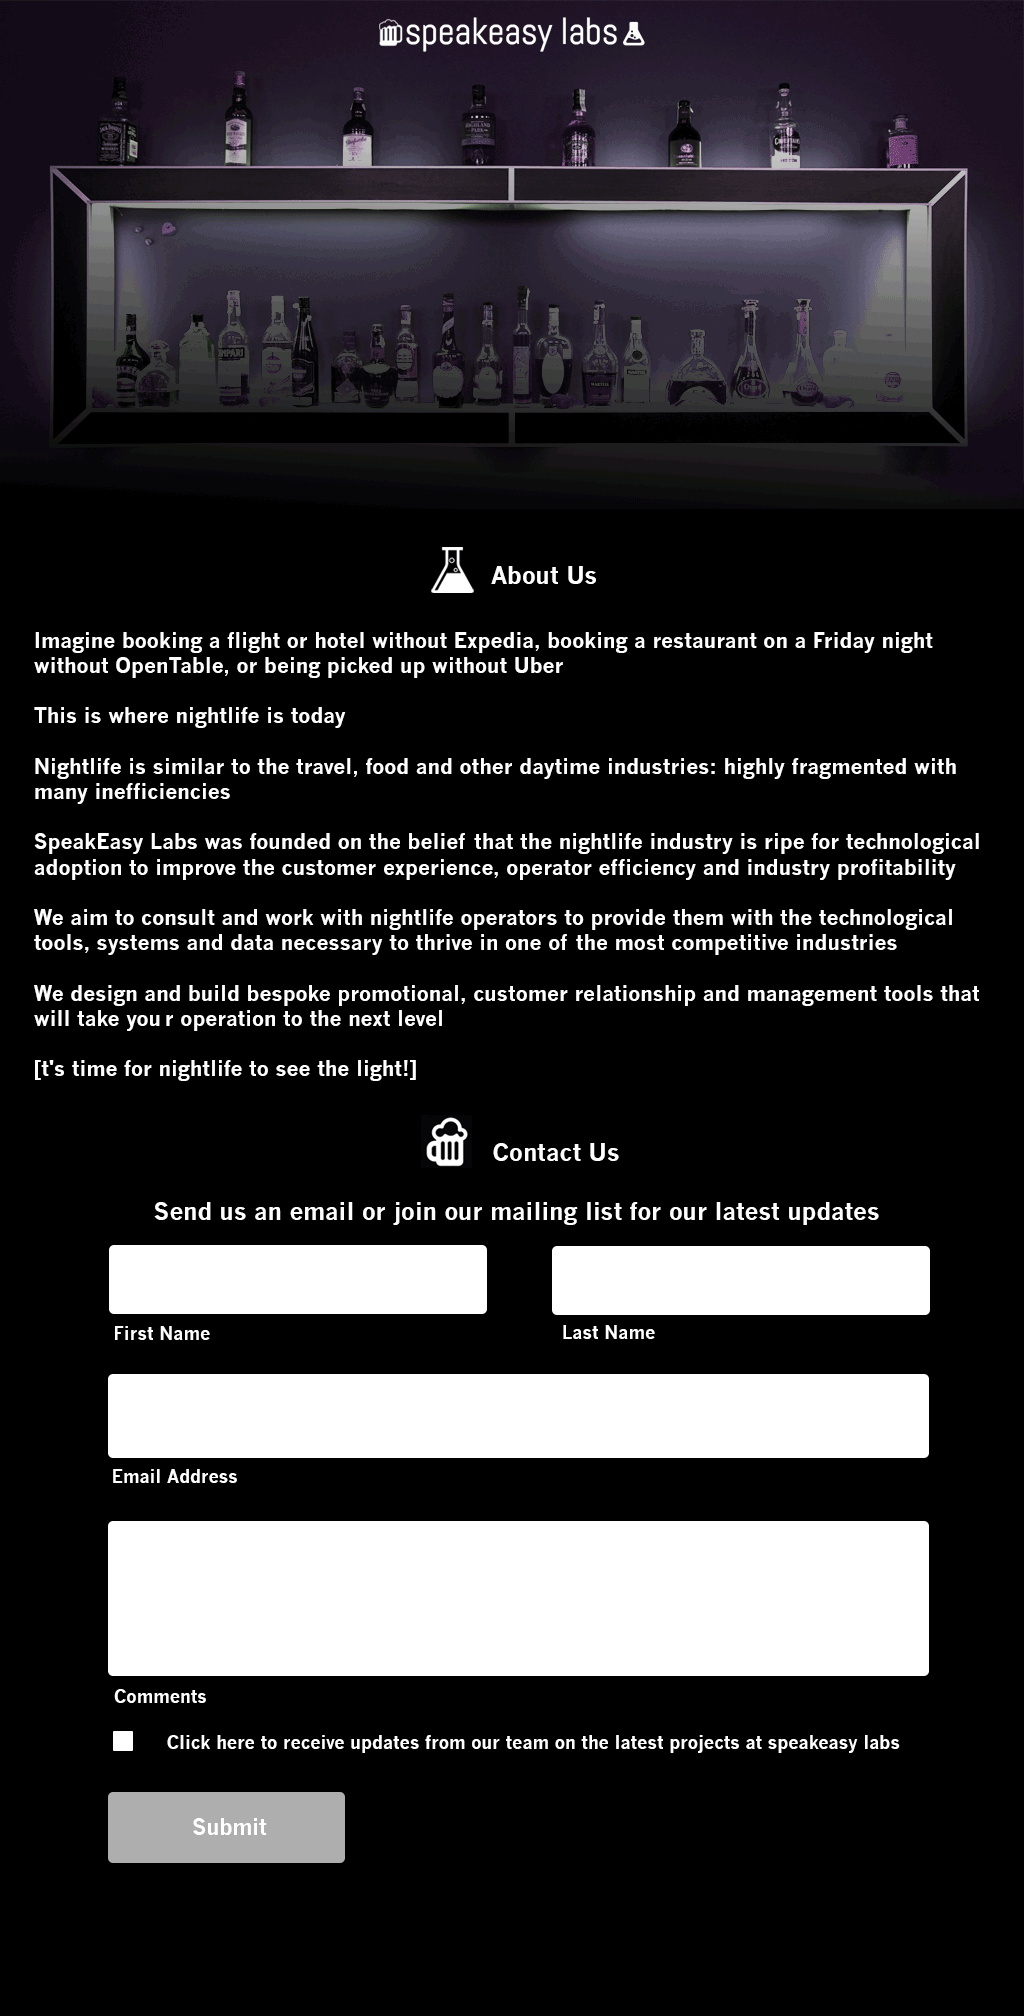 speakeasy labs
About Us
Imagine booking a flight or hotel without Expedia, booking a restaurant on a Friday night
without OpenTable, or being picked up without Uber
This is where nightlife is today
Nightlife is similar to the travel, food and other daytime industries: highly fragmented with
many inefficiencies
SpeakEasy Labs was founded on the belief that the nightlife industry is ripe for technological
adoption to improve the customer experience, operator efficiency and industry profitability
We aim to consult and work with nightlife operators to provide them with the technological
tools, systems and data necessary to thrive in one of the most competitive industries
We design and build bespoke promotional, customer relationship and management tools that
will take your operation to the next level
[t's time for nightlife to see the light!]
Contact Us
Send us an email or join our mailing list for our latest updates
First Name
Last Name
Email Address
Comments
Click here to receive updates from our team on the latest projects at speakeasy labs
Submit